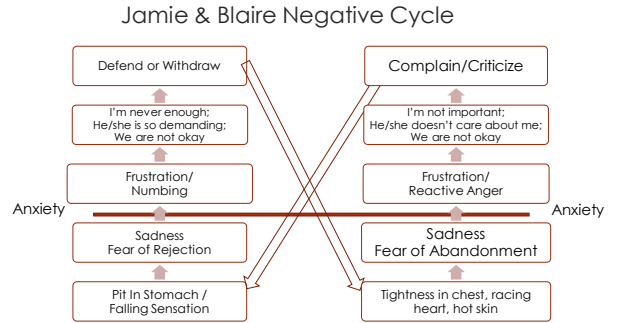 Jamie & Blaire Negative Cycle
Defend or Withdraw
Complain/Criticize
I'm never enough;
He/she is so demanding;
We are not okay
I'm not important;
He/she doesn't care about me;
We are not okay
Frustration/
Numbing
Frustration/
Reactive Anger
Anxiety
Anxiety
Sadness
Fear of Rejection
Sadness
Fear of Abandonment
Pit In Stomach /
Falling Sensation
Tightness in chest, racing
heart, hot skin